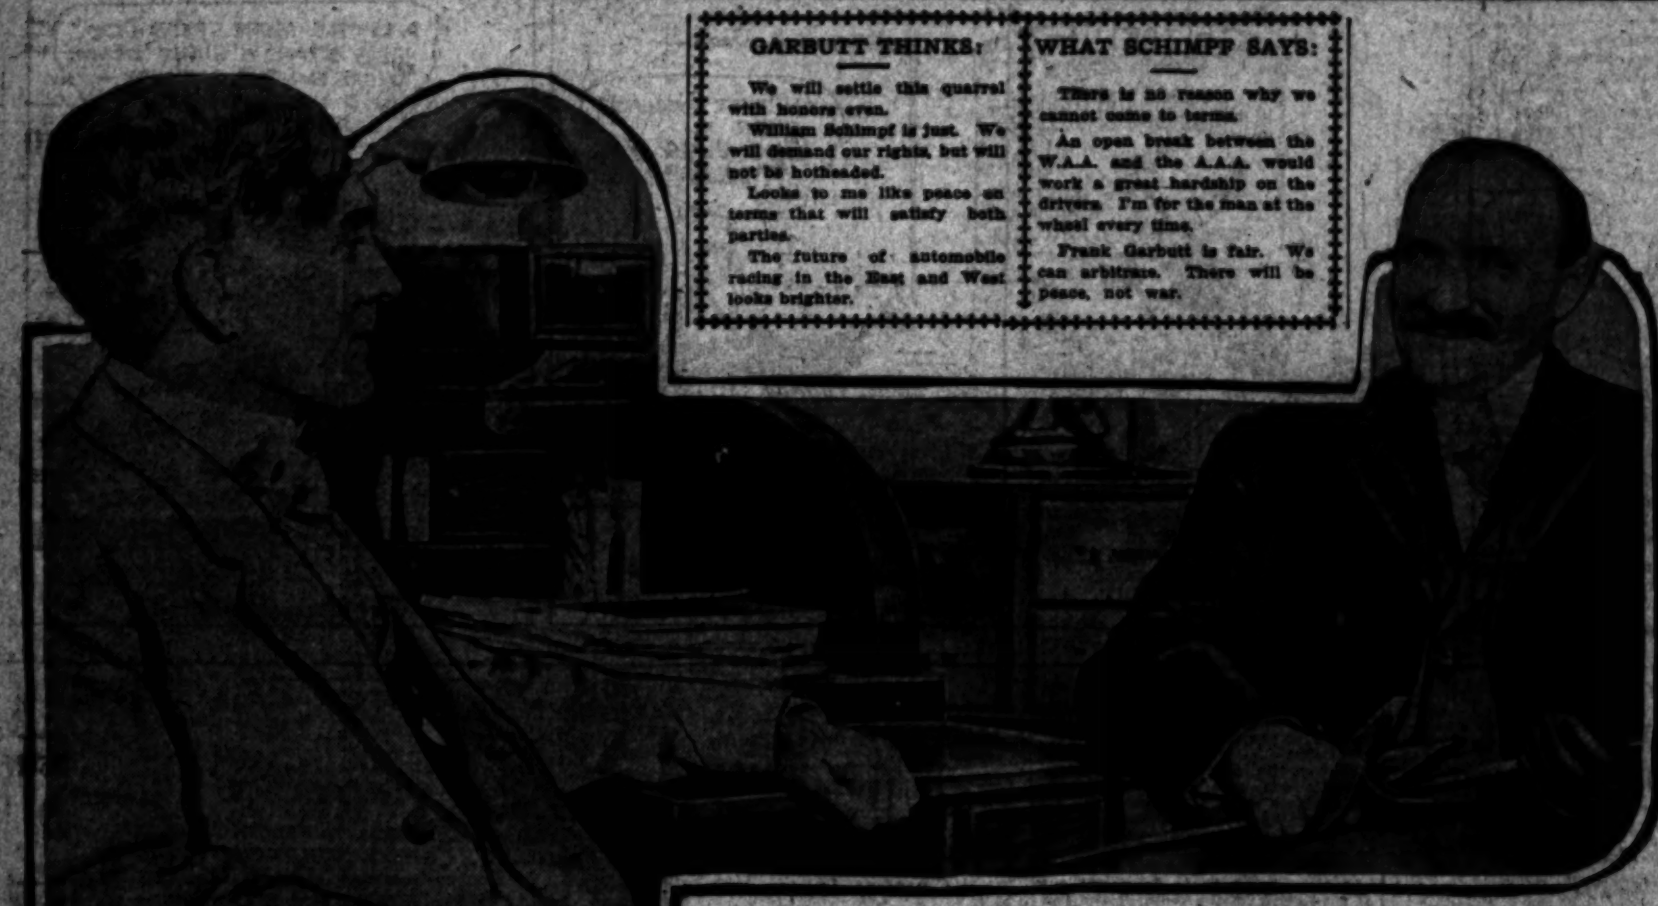 GARBUTT THINKS:
We will settle this quarrel
with honors even.
William Schimpf is just. We
will demand our rights, but will
not be hotheaded.
Looks to me like peace on
terms that will satisfy both
parties.
The future of automobile
racing in the East and West
looks brighter.
WHAT SCHIMPF SAYS:
There is no reason why we
cannot come to terms.
An open break between the
W.A.A. and the A.A.A. would
work a great hardship on the
drivers. I'm for the man at the
wheel every time.
Frank Garbutt is fair. We
can arbitrate. There will be
peace, not war.